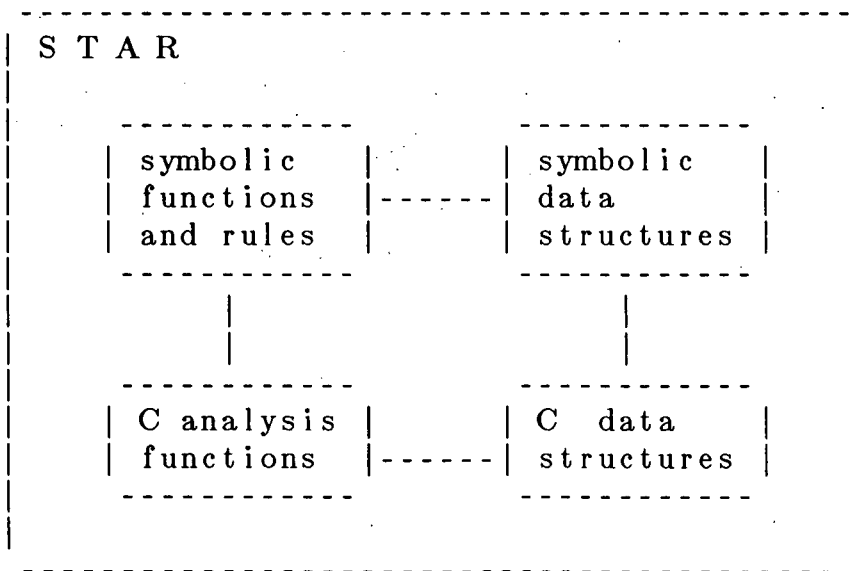 S T A R
symbolic symbolic
functions data
and rules structures
C analysis C data
functions structures